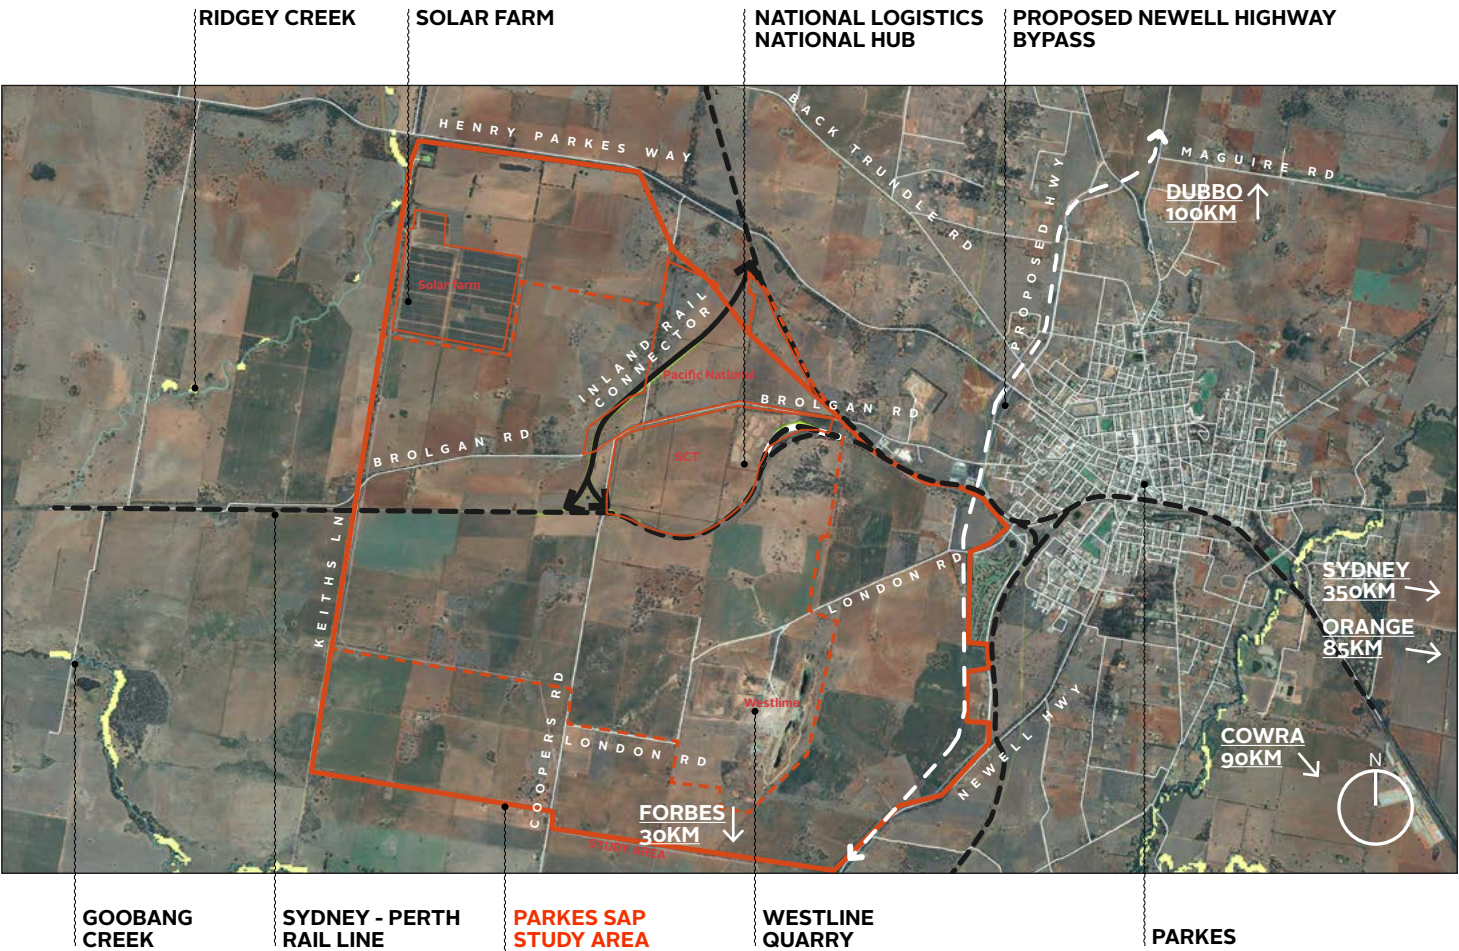 RIDGEY CREEK
SOLAR FARM
NATIONAL LOGISTICS
NATIONAL HUB
PROPOSED NEWELL HIGHWAY
BYPASS
HENRY PARKES WAY
BACK TRUNDLE RD
PROPOSED HWY
MAGUIRE RD
DUBBO
100KM
Solar farm
INLAND RAIL
CONNECTOR
Pacific National
BROLGAN RD
BROLGAN RD
SCT
KEITHS LN
LONDON RD
SYDNEY
350KM
ORANGE
85KM
COOPERS RD
Westlime
LONDON RD
NEWELL HWY
COWRA
90KM
N
FORBES
30KM
STUDY AREA
GOOBANG
CREEK
SYDNEY - PERTH
RAIL LINE
PARKES SAP
STUDY AREA
WESTLINE
QUARRY
PARKES